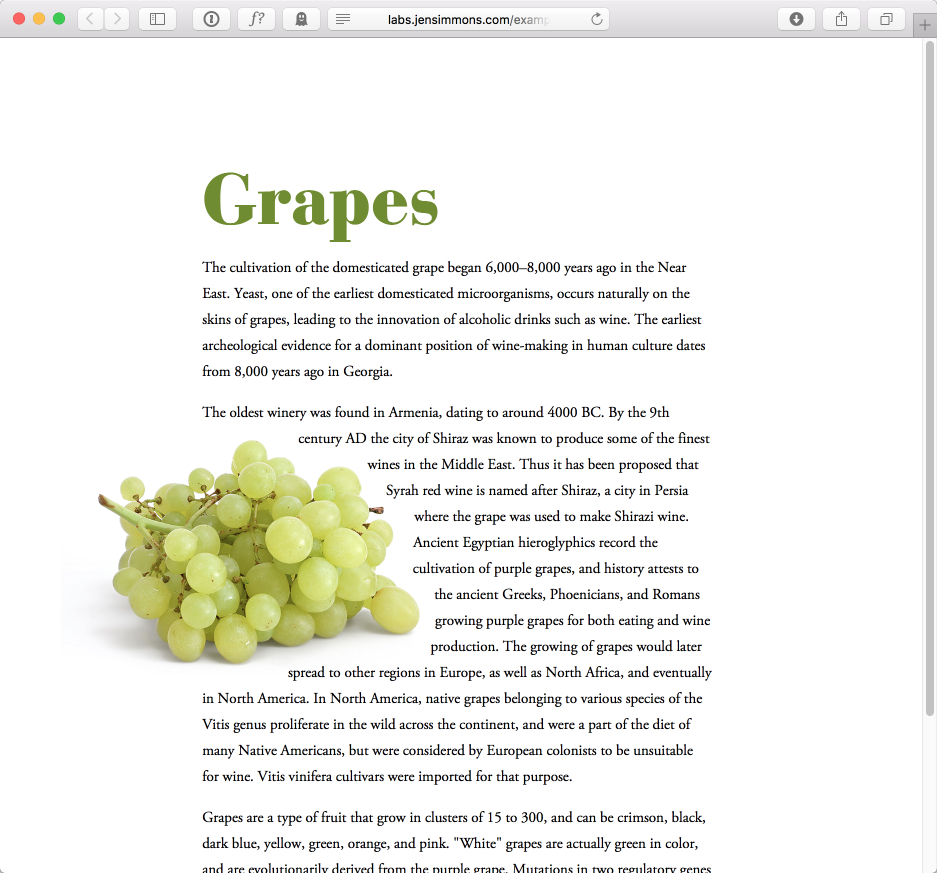 f?
labs.jensimmons.com/examp
Grapes
The cultivation of the domesticated grape began 6,000–8,000 years ago in the Near
East. Yeast, one of the earliest domesticated microorganisms, occurs naturally on the
skins of grapes, leading to the innovation of alcoholic drinks such as wine. The earliest
archeological evidence for a dominant position of wine-making in human culture dates
from 8,000 years ago in Georgia.
The oldest winery was found in Armenia, dating to around 4000 BC. By the 9th
century AD the city of Shiraz was known to produce some of the finest
wines in the Middle East. Thus it has been proposed that
Syrah red wine is named after Shiraz, a city in Persia
where the grape was used to make Shirazi wine.
Ancient Egyptian hieroglyphics record the
cultivation of purple grapes, and history attests to
the ancient Greeks, Phoenicians, and Romans
growing purple grapes for both eating and wine
production. The growing of grapes would later
spread to other regions in Europe, as well as North Africa, and eventually
in North America. In North America, native grapes belonging to various species of the
Vitis genus proliferate in the wild across the continent, and were a part of the diet of
many Native Americans, but were considered by European colonists to be unsuitable
for wine. Vitis vinifera cultivars were imported for that purpose.
Grapes are a type of fruit that grow in clusters of 15 to 300, and can be crimson, black,
dark blue, yellow, green, orange, and pink. "White" grapes are actually green in color,
and are evolutionarily derived from the purple grape. Mutations in two regulatory genes